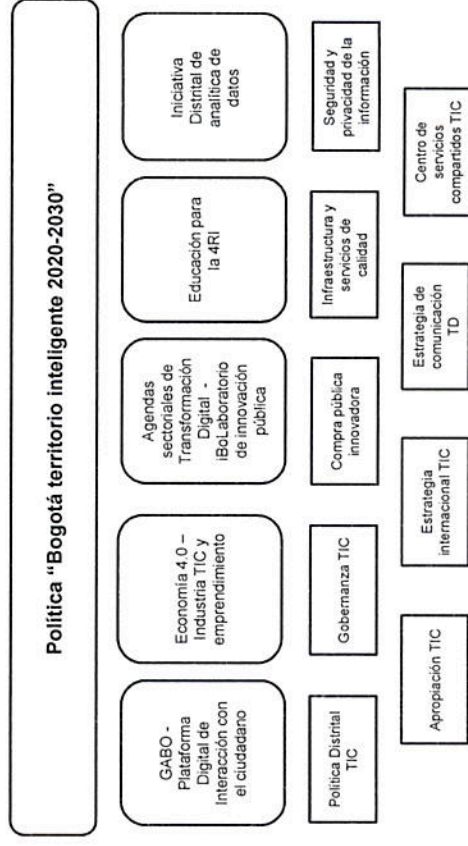 Política “Bogotá territorio inteligente 2020-2030”
GABO -
Plataforma
Digital de
Interacción con
el ciudadano
Economía 4.0 –
Industria TIC y
emprendimiento
Agendas
sectoriales de
Transformación
Digital -
iBoLaboratorio
de innovación
pública
Educación para
la 4RI
Iniciativa
Distrital de
analítica de
datos
Política Distrital
TIC
Gobernanza TIC
Compra pública
innovadora
Infraestructura y
servicios de
calidad
Seguridad y
privacidad de la
información
Apropiación TIC
Estrategia
internacional TIC
Estrategia de
comunicación
TD
Centro de
servicios
compartidos TIC